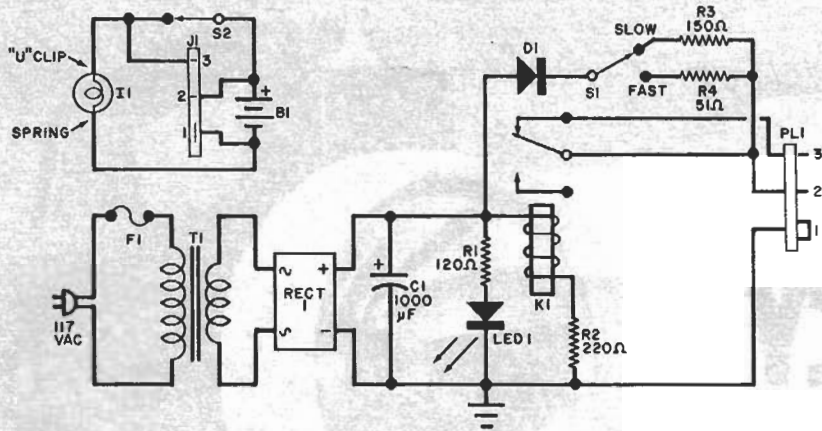 "U" CLIP
I1
SPRING
S2
J1
3
2
1
+
B1
D1
S1
SLOW
FAST
R3
150Ω
R4
51Ω
PL1
3
2
1
F1
T1
117
VAC
RECT
1
+
-
+
C1
1000
µF
R1
120Ω
LED1
K1
R2
220Ω